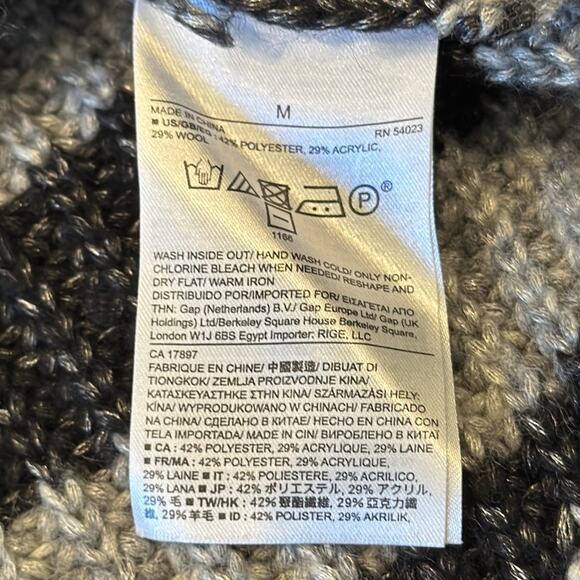 M
MADE IN CHINA RN 54023
■ US/GB/EG : 42% POLYESTER, 29% ACRYLIC,
29% WOOL
P®
1166
WASH INSIDE OUT/ HAND WASH COLD/ ONLY NON-
CHLORINE BLEACH WHEN NEEDED/ RESHAPE AND
DRY FLAT/ WARM IRON
DISTRIBUIDO POR/IMPORTED FOR/ ΕΙΣΑΓΕΤΑΙ ΑΠΟ
ΤΗΝ: Gap (Netherlands) B.V./ Gap Europe Ltd/ Gap (UK
Holdings) Ltd/Berkeley Square House Berkeley Square,
London W1J 6BS Egypt Importer: RIGE, LLC
CA 17897
FABRIQUE EN CHINE/ 中國製造/ DIBUAT DI
TIONGKOK/ ZEMLJA PROIZVODNJE KINA/
ΚΑΤΑΣΚΕΥΑΣΤΗΚΕ ΣΤΗΝ ΚΙΝΑ/ SZÁRMAZÁSI HELY:
KÍNA/ WYPRODUKOWANO W CHINACH/ FABRICADO
NA CHINA/ СДЕЛАНО В КИТАЕ/ HECHO EN CHINA CON
TELA IMPORTADA/ MADE IN CIN/ ВИРОБЛЕНО В КИТАЇ
■ CA : 42% POLYESTER, 29% ACRYLIQUE, 29% LAINE
■ FR/MA : 42% POLYESTER, 29% ACRYLIQUE,
29% LAINE ■ IT : 42% POLIESTERE, 29% ACRILICO,
29% LANA ■ JP : 42% ポリエステル, 29% アクリル,
29% 毛 ■ TW/HK : 42% 聚酯纖維, 29% 亞克力纖
維, 29% 羊毛 ■ ID : 42% POLISTER, 29% AKRILIK,